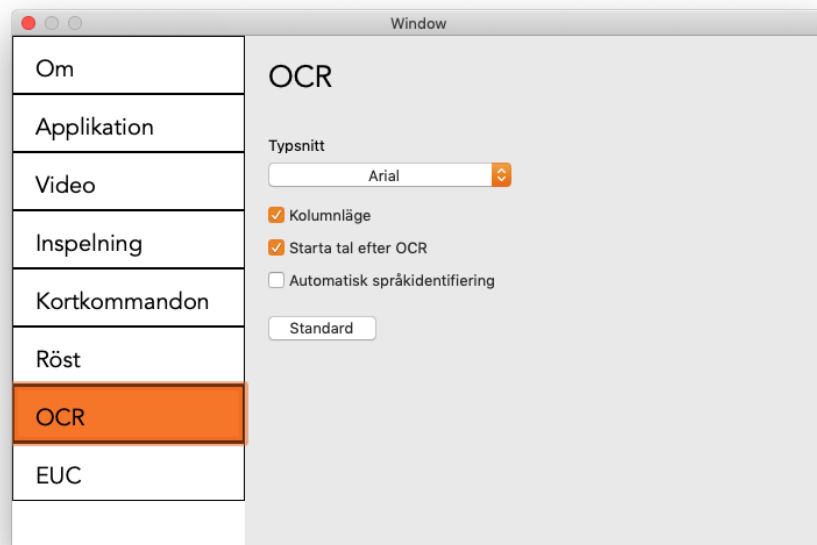 Window
Om
Applikation
Video
Inspelning
Kortkommandon
Röst
OCR
EUC
OCR
Typsnitt
Arial
Kolumnläge
Starta tal efter OCR
Automatisk språkidentifiering
Standard